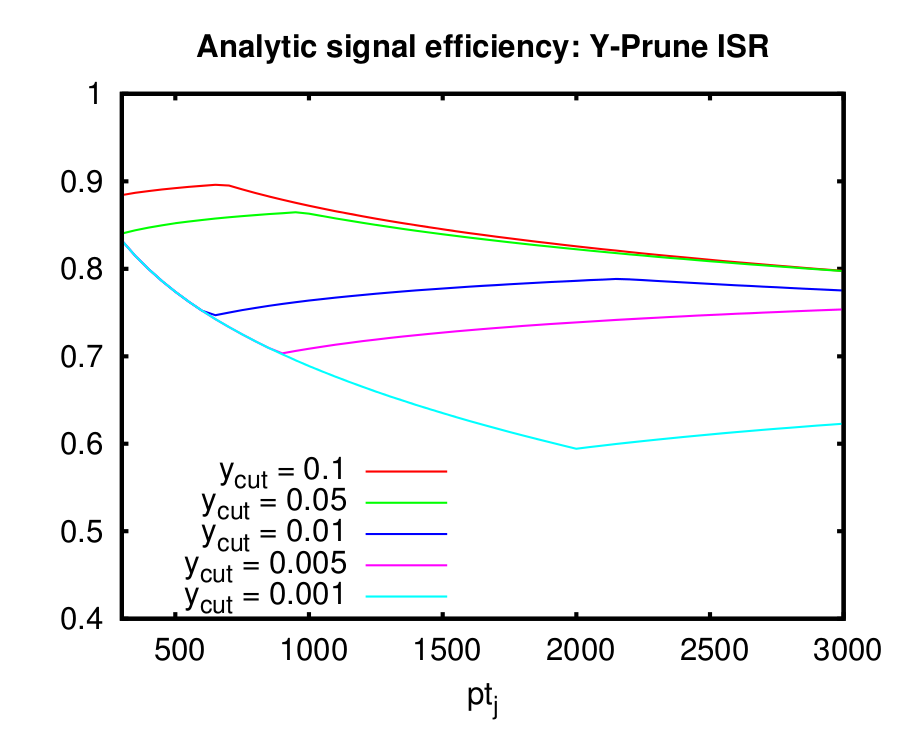 Analytic signal efficiency: Y-Prune ISR
1
0.9
0.8
0.7
0.6
0.5
0.4
y_cut = 0.1
y_cut = 0.05
y_cut = 0.01
y_cut = 0.005
y_cut = 0.001
500 1000 1500 2000 2500 3000
pt_j